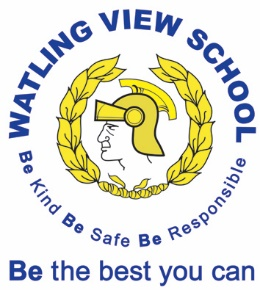 WATLING VIEW SCHOOL
Be Kind Be Safe Be Responsible
Be the best you can